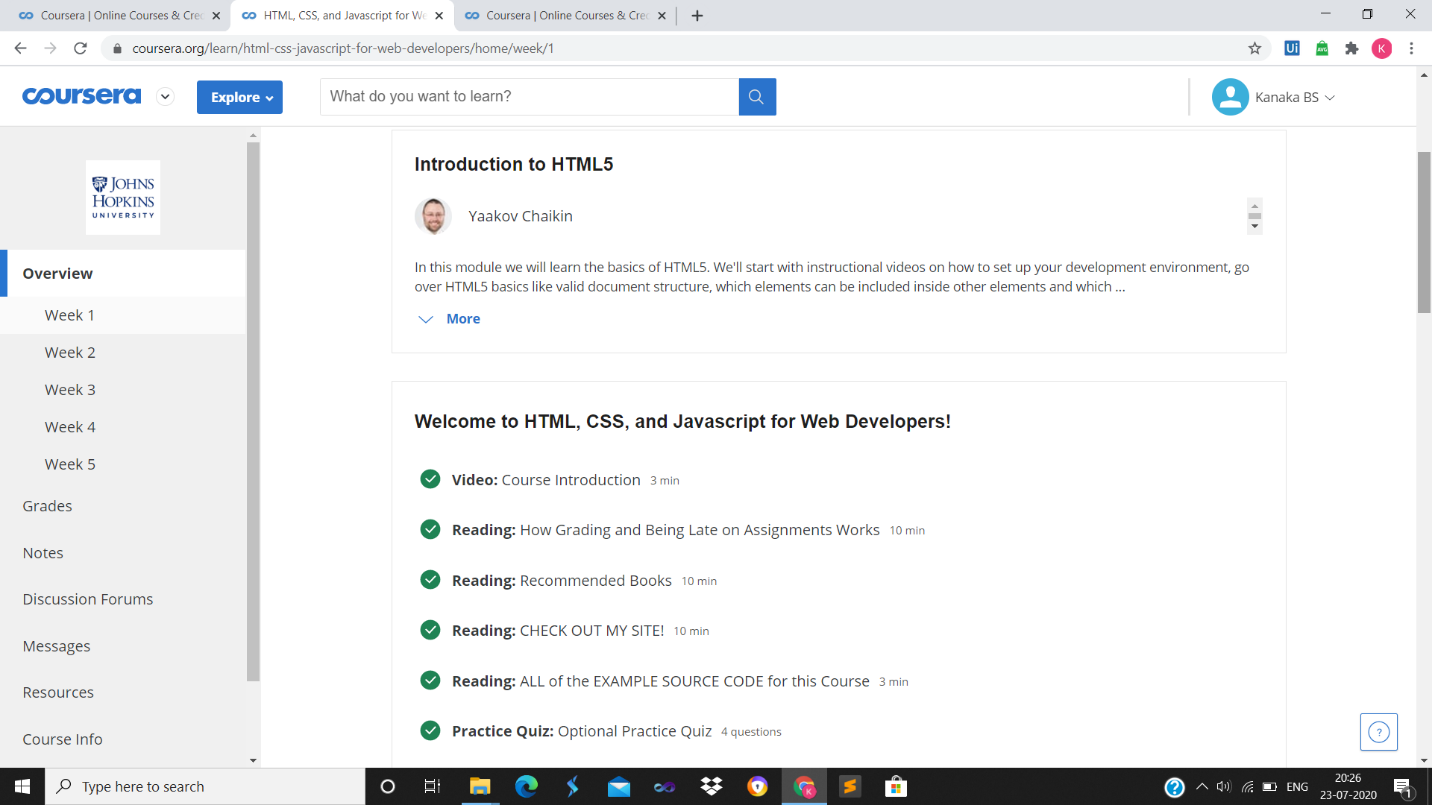 Coursera | Online Courses & Cred
HTML, CSS, and Javascript for We
Coursera | Online Courses & Cred
coursera.org/learn/html-css-javascript-for-web-developers/home/week/1
Ui
AVG
K
coursera
Explore
What do you want to learn?
Kanaka BS
JOHNS
HOPKINS
UNIVERSITY
Overview
Week 1
Week 2
Week 3
Week 4
Week 5
Grades
Notes
Discussion Forums
Messages
Resources
Course Info
Introduction to HTML5
Yaakov Chaikin
In this module we will learn the basics of HTML5. We'll start with instructional videos on how to set up your development environment, go
over HTML5 basics like valid document structure, which elements can be included inside other elements and which ...
More
Welcome to HTML, CSS, and Javascript for Web Developers!
Video: Course Introduction 3 min
Reading: How Grading and Being Late on Assignments Works 10 min
Reading: Recommended Books 10 min
Reading: CHECK OUT MY SITE! 10 min
Reading: ALL of the EXAMPLE SOURCE CODE for this Course 3 min
Practice Quiz: Optional Practice Quiz 4 questions
?
Type here to search
K
?
ENG
20:26
23-07-2020
1